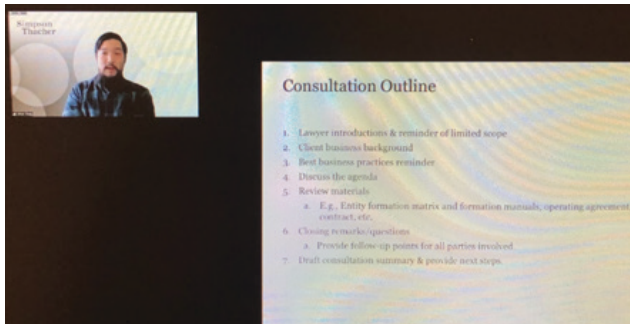 Simpson
Thacher
Consultation Outline
1. Lawyer introductions & reminder of limited scope
2. Client business background
3. Best business practices reminder
4. Discuss the agenda
5. Review materials
a. E.g., Entity formation matrix and formation manuals, operating agreement
contract, etc.
6. Closing remarks/questions
a. Provide follow-up points for all parties involved
7. Draft consultation summary & provide next steps.